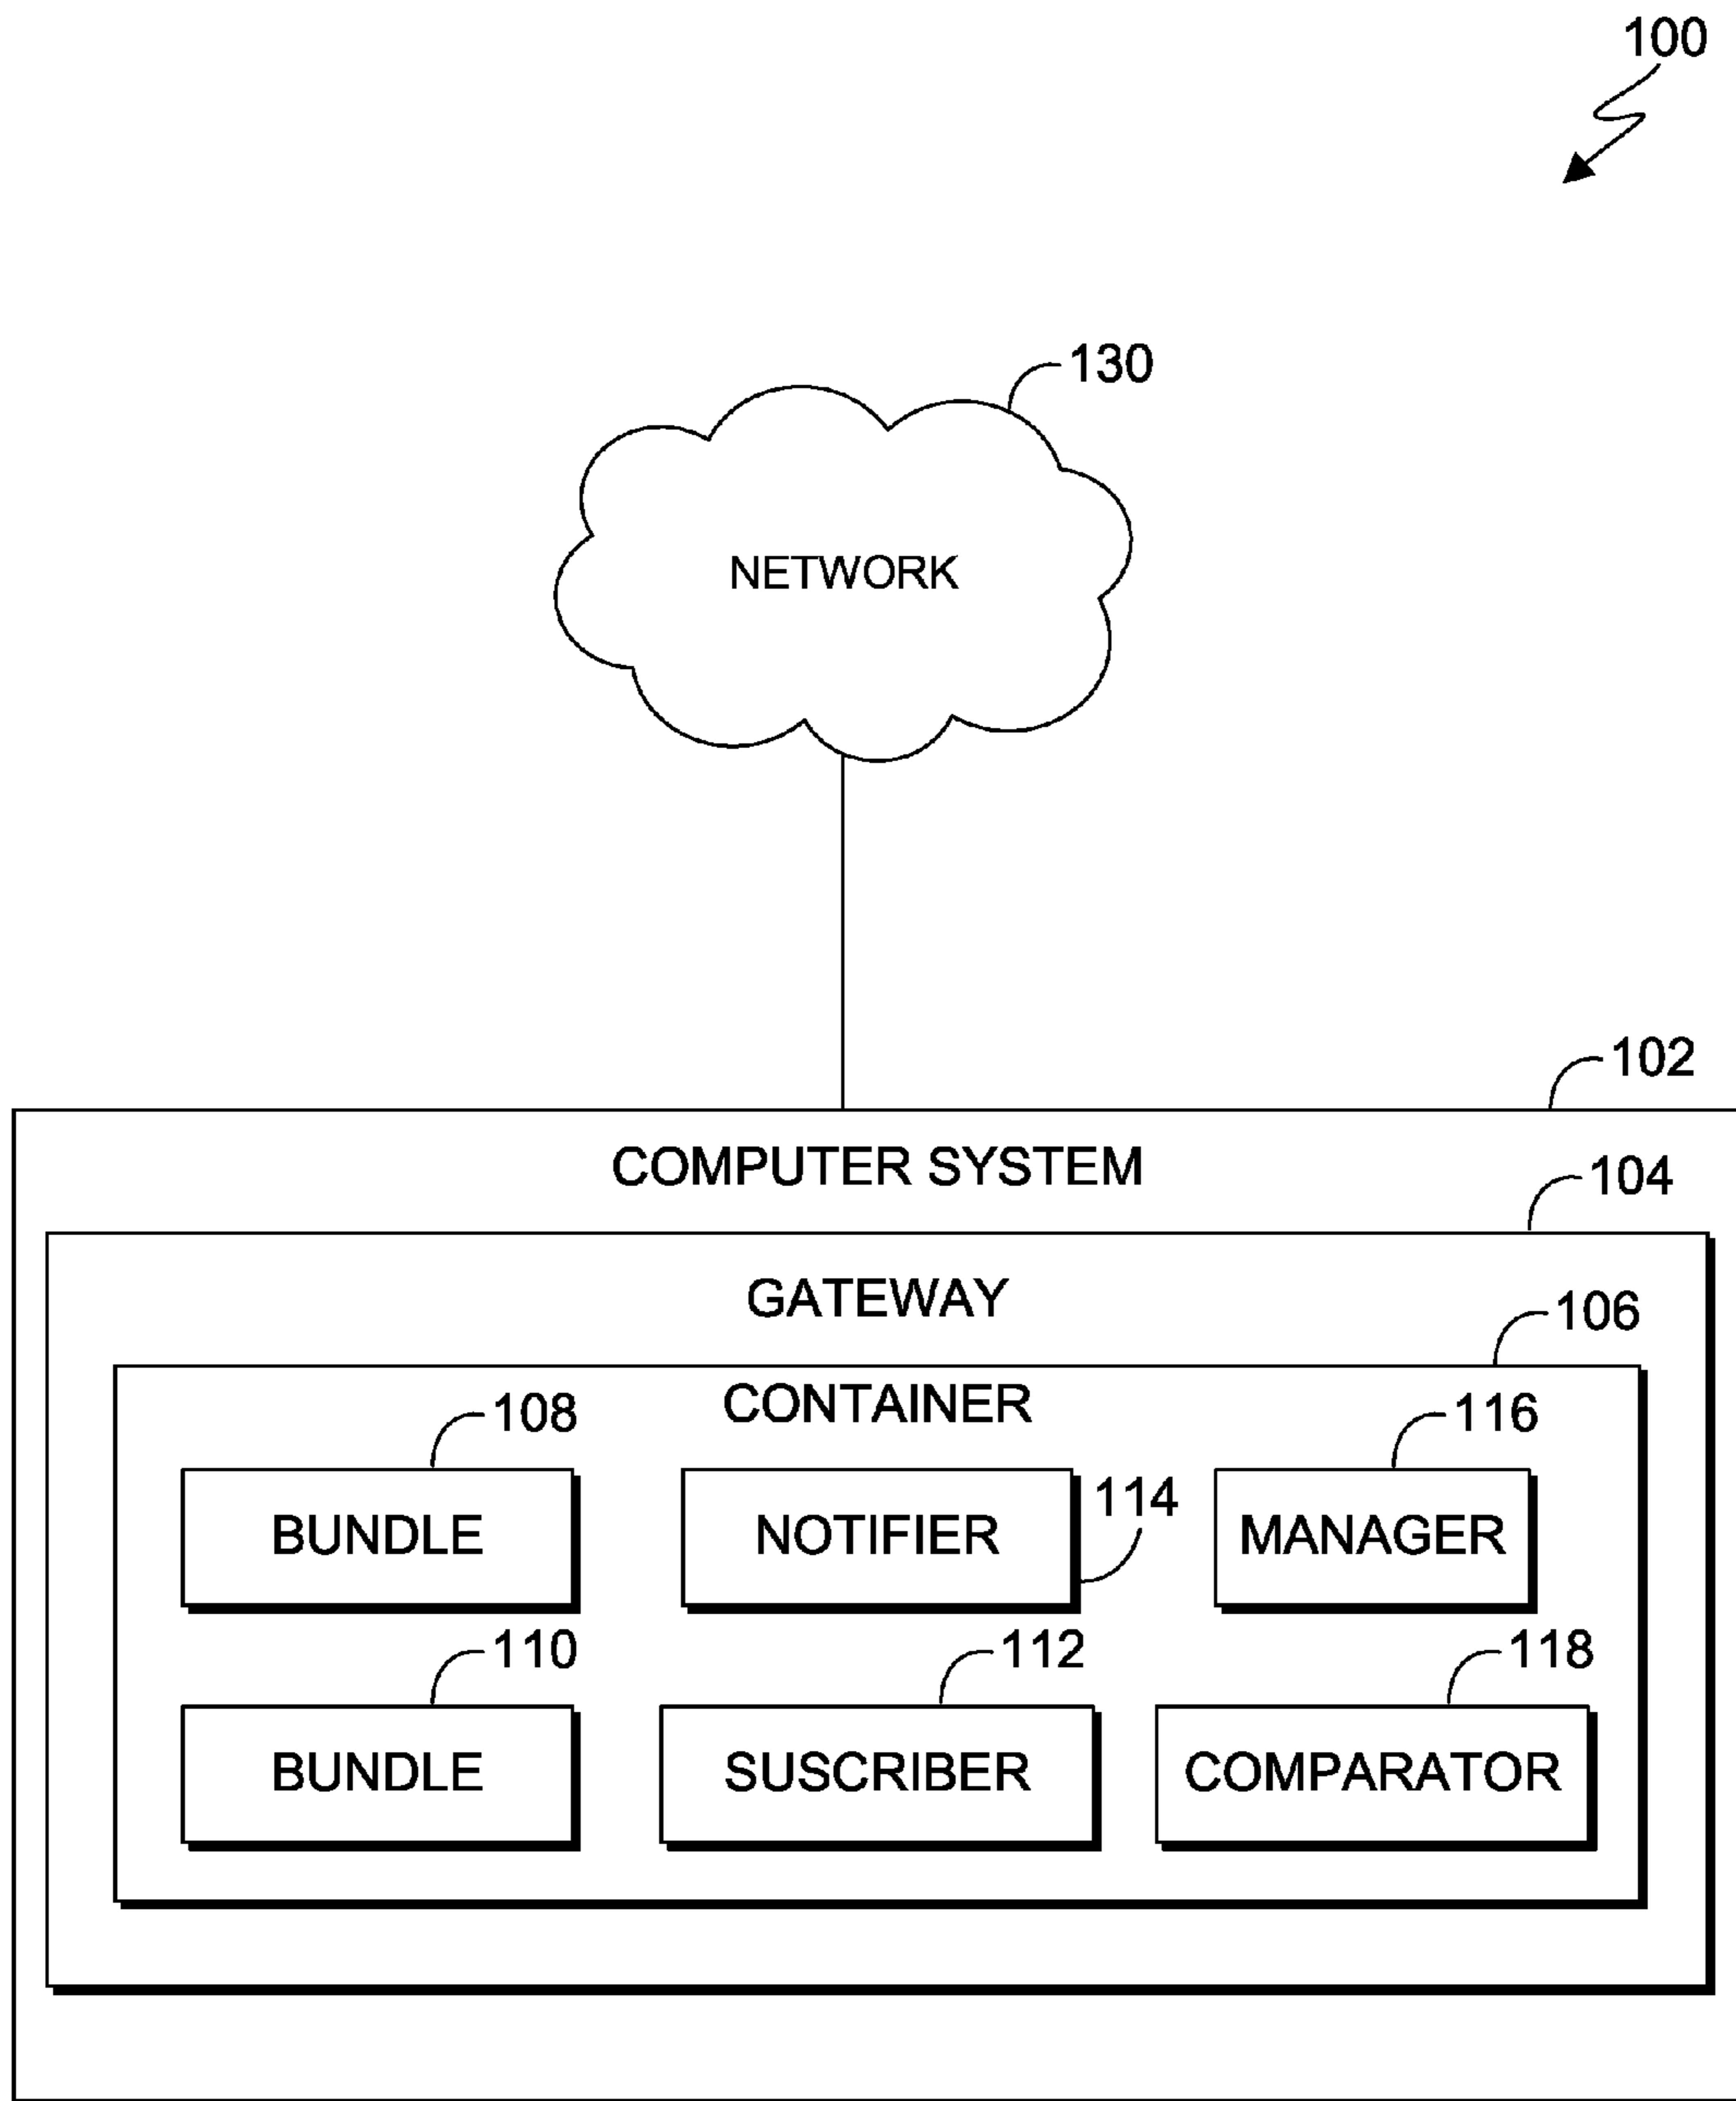 100
130
NETWORK
102
COMPUTER SYSTEM
104
GATEWAY
106
CONTAINER
108
116
BUNDLE
NOTIFIER
114
MANAGER
110
112
118
BUNDLE
SUSCRIBER
COMPARATOR